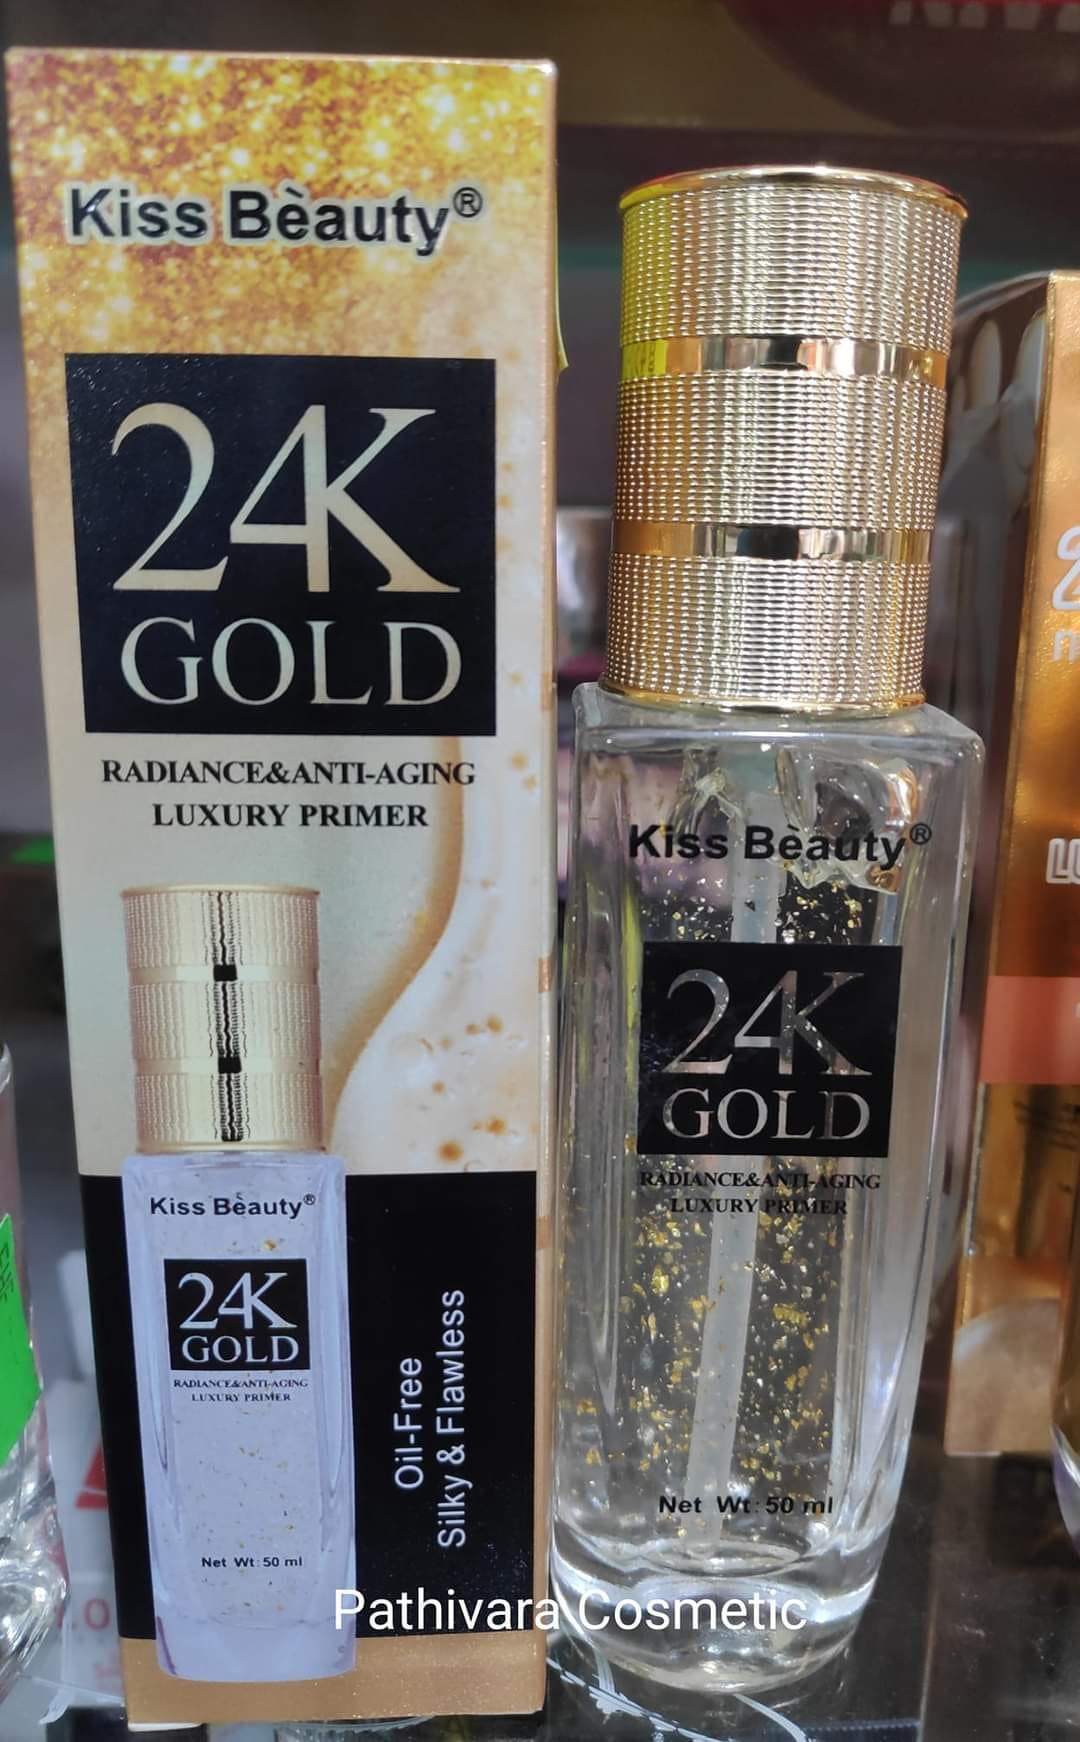 Kiss Bèauty®
24K
GOLD
RADIANCE&ANTI-AGING
LUXURY PRIMER
Kiss Bèauty®
24K
GOLD
RADIANCE&ANTI-AGING
LUXURY PRIMER
Net Wt: 50 ml
Oil-Free
Silky & Flawless
Kiss Bèauty®
24K
GOLD
RADIANCE&ANTI-AGING
LUXURY PRIMER
Net Wt: 50 ml
Pathivara Cosmetic